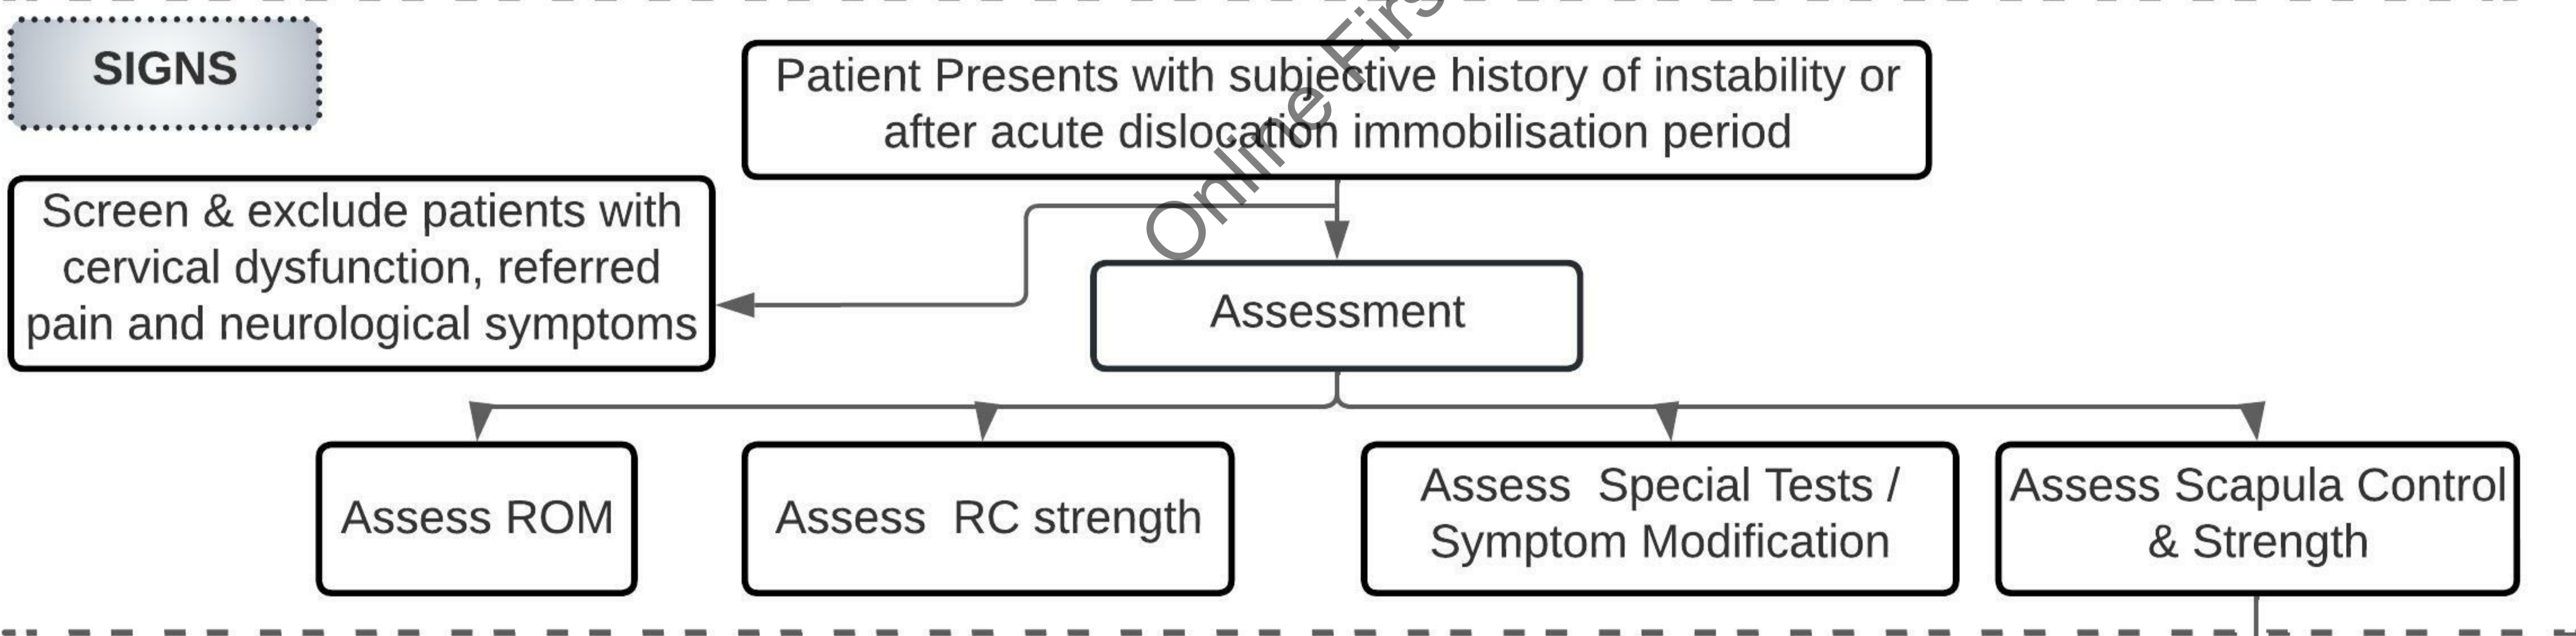 SIGNS
Patient Presents with subjective history of instability or
after acute dislocation immobilisation period
Screen & exclude patients with
cervical dysfunction, referred
pain and neurological symptoms
Assessment
Assess ROM
Assess  RC strength
Assess  Special Tests /
Symptom Modification
Assess Scapula Control
& Strength
Online Firs